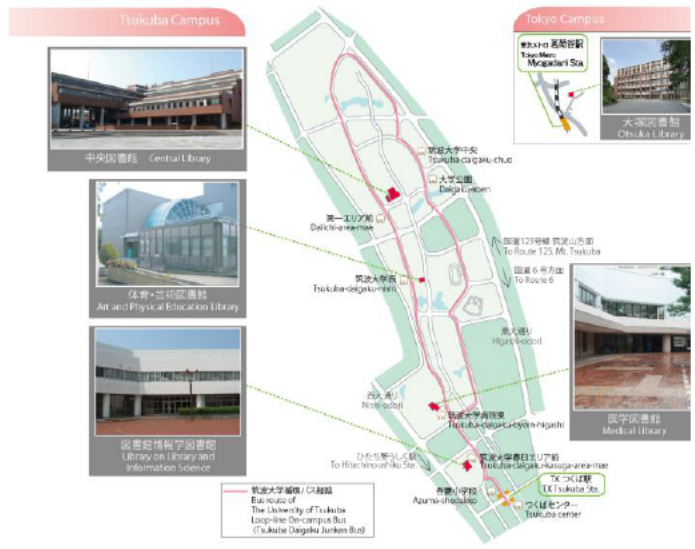 Tsukuba Campus
Tokyo Campus
東京メトロ 茗荷谷駅
Tokyo Metro
Myogadani Sta.
大塚図書館
Otsuka Library
中央図書館 Central Library
筑波大学中央
Tsukuba-daigaku-chuo
大学公園
Daigaku-koen
第一エリア前
Daiichi-area-mae
体育・芸術図書館
Art and Physical Education Library
筑波大学西
Tsukuba-daigaku-nishi
国道125号線 筑波山方面
To Route 125, Mt. Tsukuba
国道6号方面
To Route 6
東大通り
Higashi-odori
西大通り
Nishi-odori
筑波大学病院東
Tsukuba-daigaku-byoin-higashi
医学図書館
Medical Library
図書館情報学図書館
Library on Library and
Information Science
ひたち野うしく駅
To Hitachinoushiku Sta.
筑波大学春日エリア前
Tsukuba-daigaku-kasuga-area-mae
吾妻小学校
Azuma-shogakko
TX つくば駅
TX Tsukuba Sta.
つくばセンター
Tsukuba-center
筑波大学循環バス経路
Bus route of
The University of Tsukuba
Loop-line On-campus Bus
(Tsukuba Daigaku Junkan Bus)